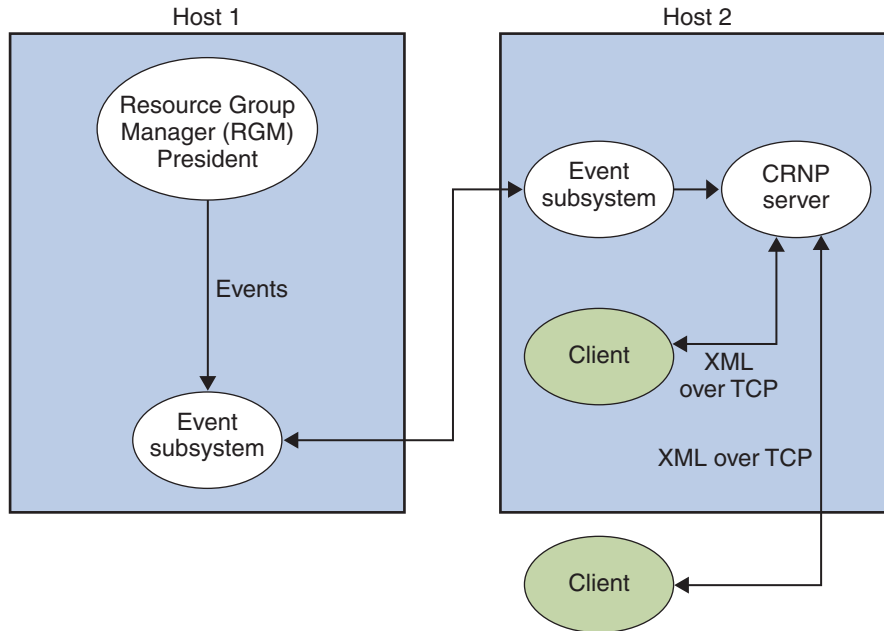 Host 1
Host 2
Resource Group
Manager (RGM)
President
Event
subsystem
CRNP
server
Events
Client
XML
over TCP
Event
subsystem
XML over TCP
Client